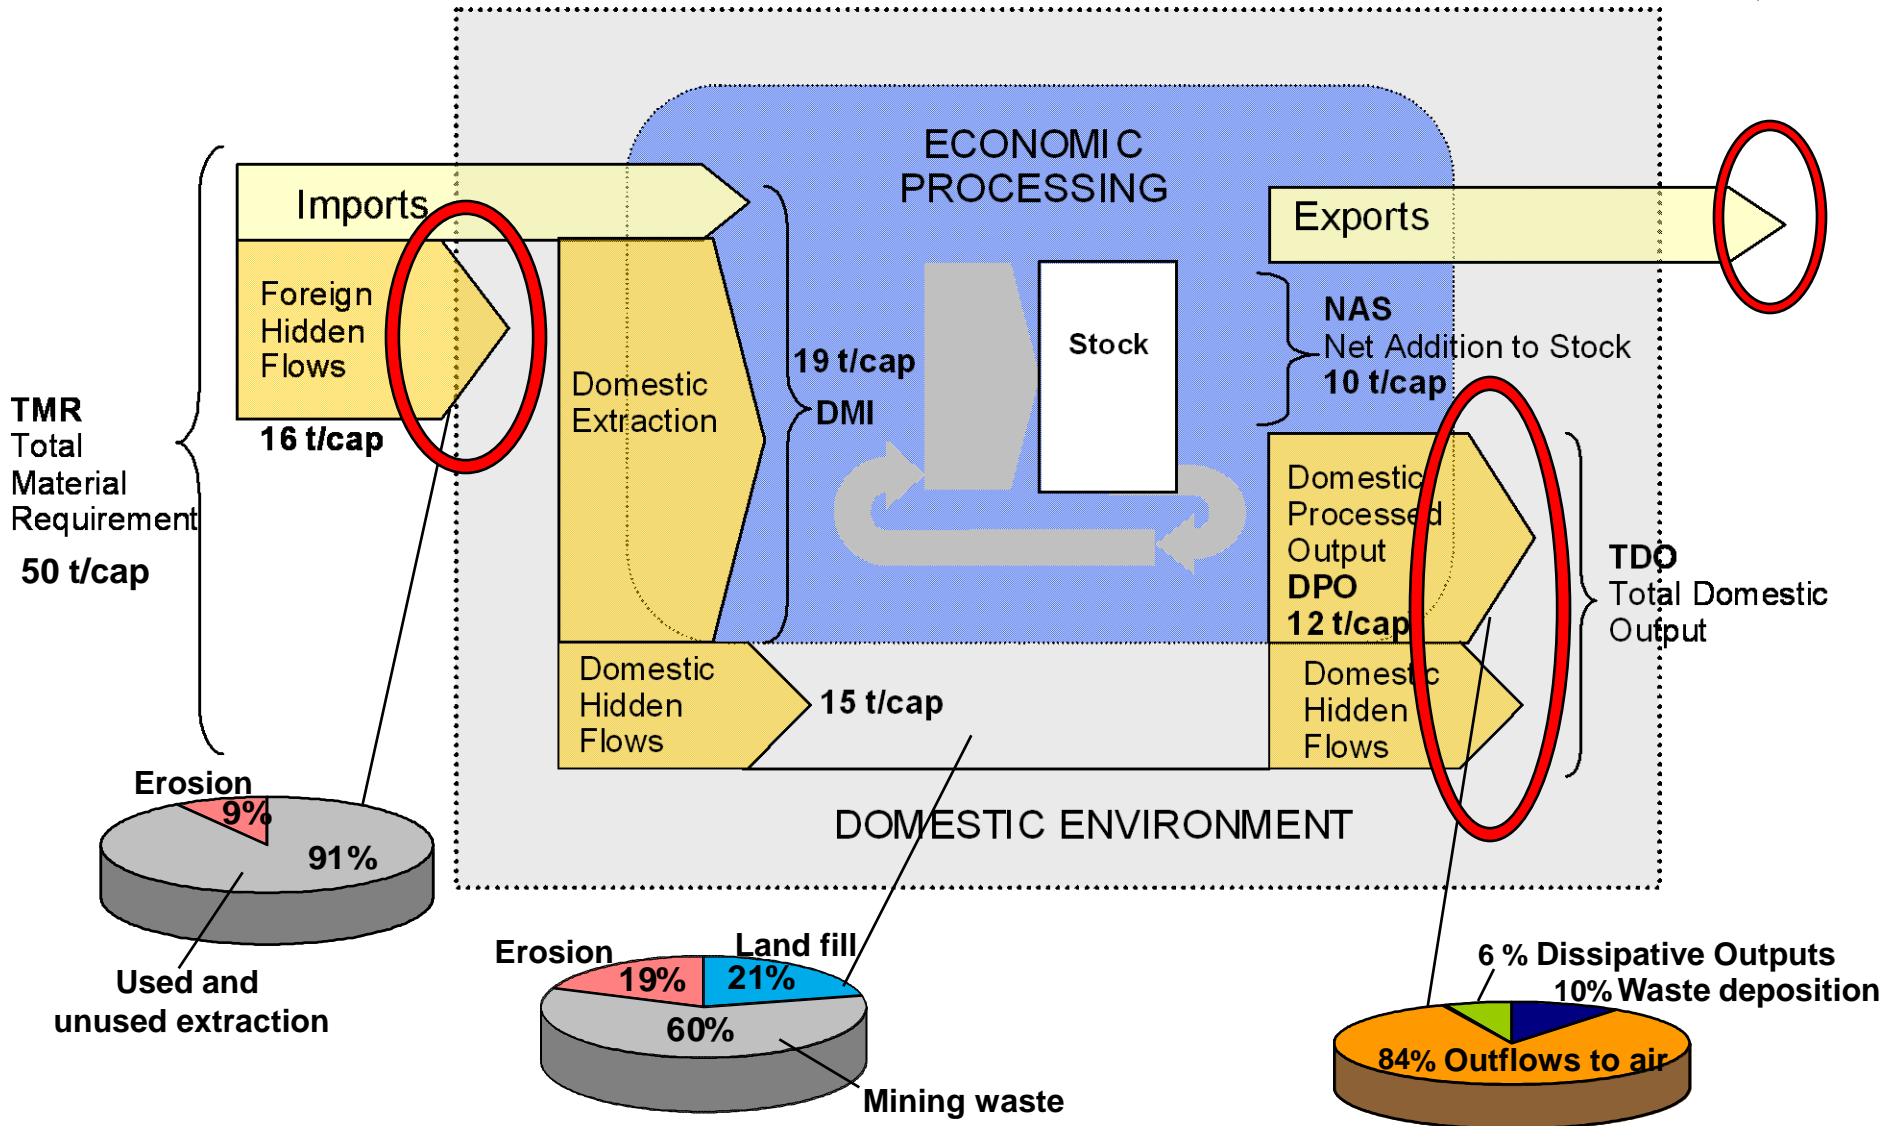 ECONOMIC
PROCESSING
Imports
Exports
Foreign
Hidden
Flows
16 t/cap
TMR
Total
Material
Requirement
50 t/cap
Domestic
Extraction
19 t/cap
DMI
Stock
NAS
Net Addition to Stock
10 t/cap
Domestic
Processed
Output
DPO
12 t/cap
TDO
Total Domestic
Output
Domestic
Hidden
Flows
15 t/cap
Domestic
Hidden
Flows
DOMESTIC ENVIRONMENT
Erosion
9%
91%
Used and
unused extraction
Erosion
Land fill
19%
21%
60%
Mining waste
6 % Dissipative Outputs
10% Waste deposition
84% Outflows to air